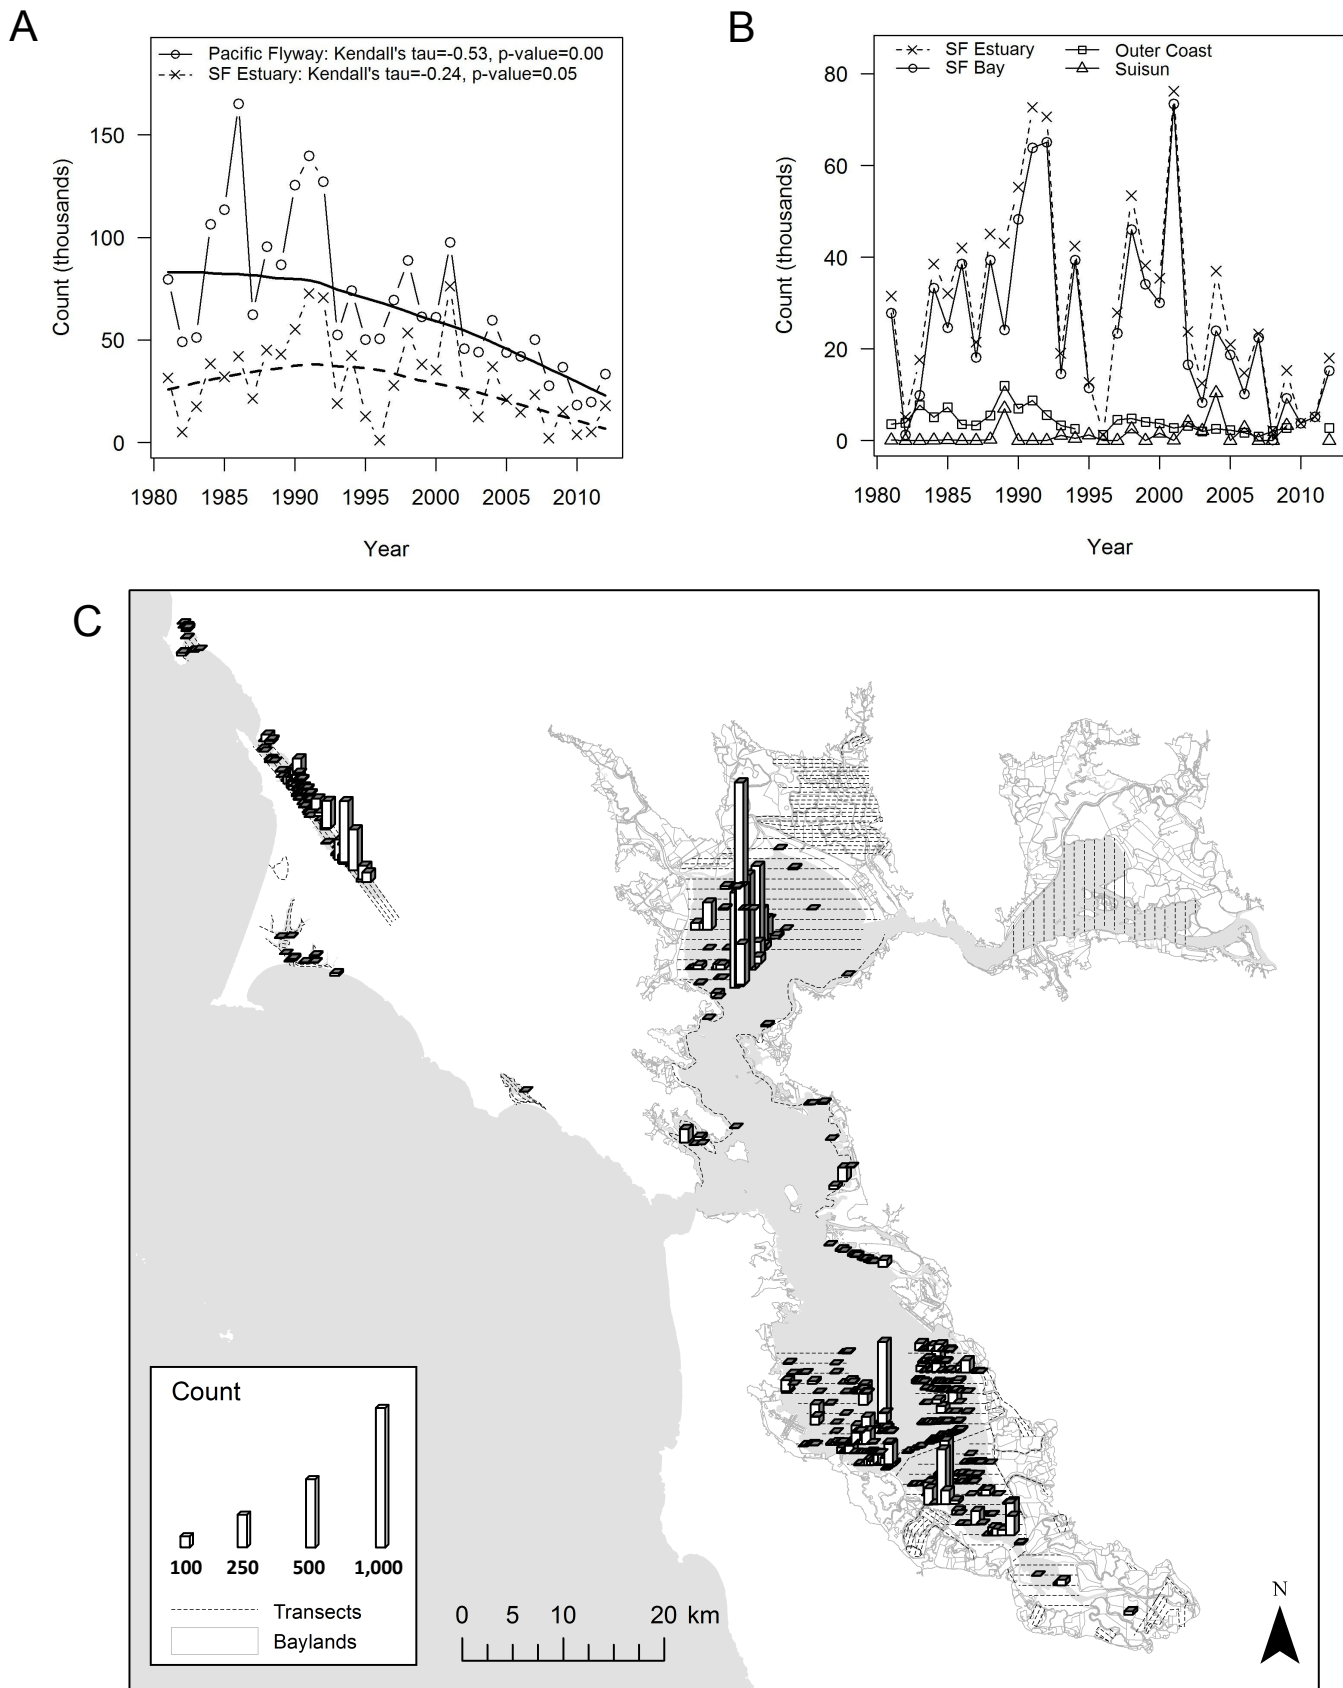 A
Pacific Flyway: Kendall's tau=-0.53, p-value=0.00
SF Estuary: Kendall's tau=-0.24, p-value=0.05
Count (thousands)
150
100
50
0
1980 1985 1990 1995 2000 2005 2010
Year
B
SF Estuary
SF Bay
Outer Coast
Suisun
Count (thousands)
80
60
40
20
0
1980 1985 1990 1995 2000 2005 2010
Year
C
Count
100 250 500 1,000
Transects
Baylands
0 5 10 20 km
N